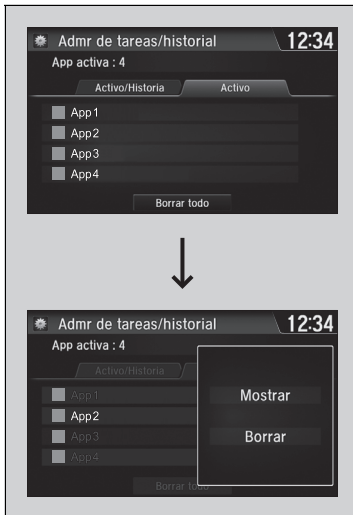 Admr de tareas/historial 12:34
App activa : 4
Activo/Historia Activo
App1
App2
App3
App4
Borrar todo
Admr de tareas/historial 12:34
App activa : 4
Activo/Historia
App1
App2
App3
App4
Borrar todo
Mostrar
Borrar